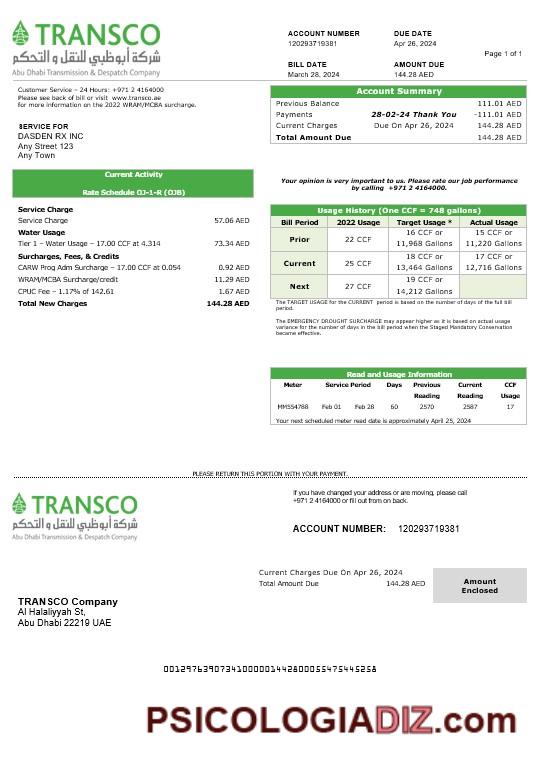 TRANSCO
شركة أبوظبي للنقل و التحكم
Abu Dhabi Transmission & Despatch Company
ACCOUNT NUMBER DUE DATE
120293719381 Apr 26, 2024
Page 1 of 1
BILL DATE AMOUNT DUE
March 28, 2024 144.28 AED
Customer Service – 24 Hours: +971 2 4164000
Please see back of bill or visit www.transco.ae
for more information on the 2022 WRAM/MCBA surcharge.
SERVICE FOR
DASDEN RX INC
Any Street 123
Any Town
Account Summary
Previous Balance 111.01 AED
Payments 28-02-24 Thank You -111.01 AED
Current Charges Due On Apr 26, 2024 144.28 AED
Total Amount Due 144.28 AED
Current Activity
Rate Schedule OJ-1-R (OJB)
Service Charge
Service Charge 57.06 AED
Water Usage
Tier 1 – Water Usage – 17.00 CCF at 4.314 73.34 AED
Surcharges, Fees, & Credits
CARW Prog Adm Surcharge – 17.00 CCF at 0.054 0.92 AED
WRAM/MCBA Surcharge/credit 11.29 AED
CPUC Fee – 1.17% of 142.61 1.67 AED
Total New Charges 144.28 AED
Your opinion is very important to us. Please rate our job performance
by calling +971 2 4164000.
Usage History (One CCF = 748 gallons)
Bill Period 2022 Usage Target Usage * Actual Usage
Prior 22 CCF 16 CCF or 11,968 Gallons 15 CCF or 11,220 Gallons
Current 25 CCF 18 CCF or 13,464 Gallons 17 CCF or 12,716 Gallons
Next 27 CCF 19 CCF or 14,212 Gallons
The TARGET USAGE for the CURRENT period is based on the number of days of the full bill
period.
The EMERGENCY DROUGHT SURCHARGE may appear higher as it is based on actual usage
variance for the number of days in the bill period when the Staged Mandatory Conservation
became effective.
Read and Usage Information
Meter Service Period Days Previous Reading Current Reading CCF Usage
MM554788 Feb 01 Feb 28 60 2570 2587 17
Your next scheduled meter read date is approximately April 25, 2024
PLEASE RETURN THIS PORTION WITH YOUR PAYMENT.
TRANSCO
شركة أبوظبي للنقل و التحكم
Abu Dhabi Transmission & Despatch Company
If you have changed your address or are moving, please call
+971 2 4164000 or fill out from on back.
ACCOUNT NUMBER: 120293719381
Current Charges Due On Apr 26, 2024
Total Amount Due 144.28 AED
Amount
Enclosed
TRANSCO Company
Al Halaliyyah St,
Abu Dhabi 22219 UAE
00129763907341000001442800055475445258
PSICOLOGIADIZ.com